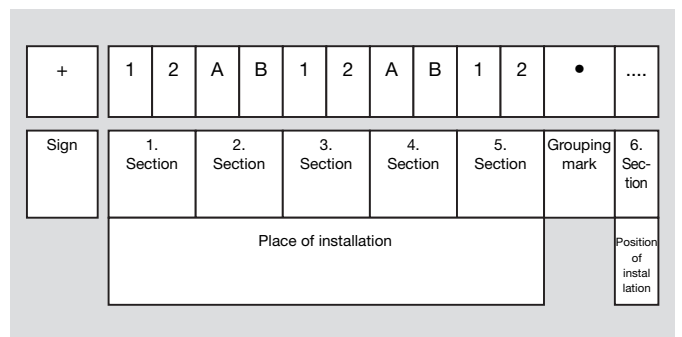 + 1 2 A B 1 2 A B 1 2 • ....
Sign 1. Section 2. Section 3. Section 4. Section 5. Section Grouping mark 6. Sec-tion
Place of installation
Position
of
instal
lation